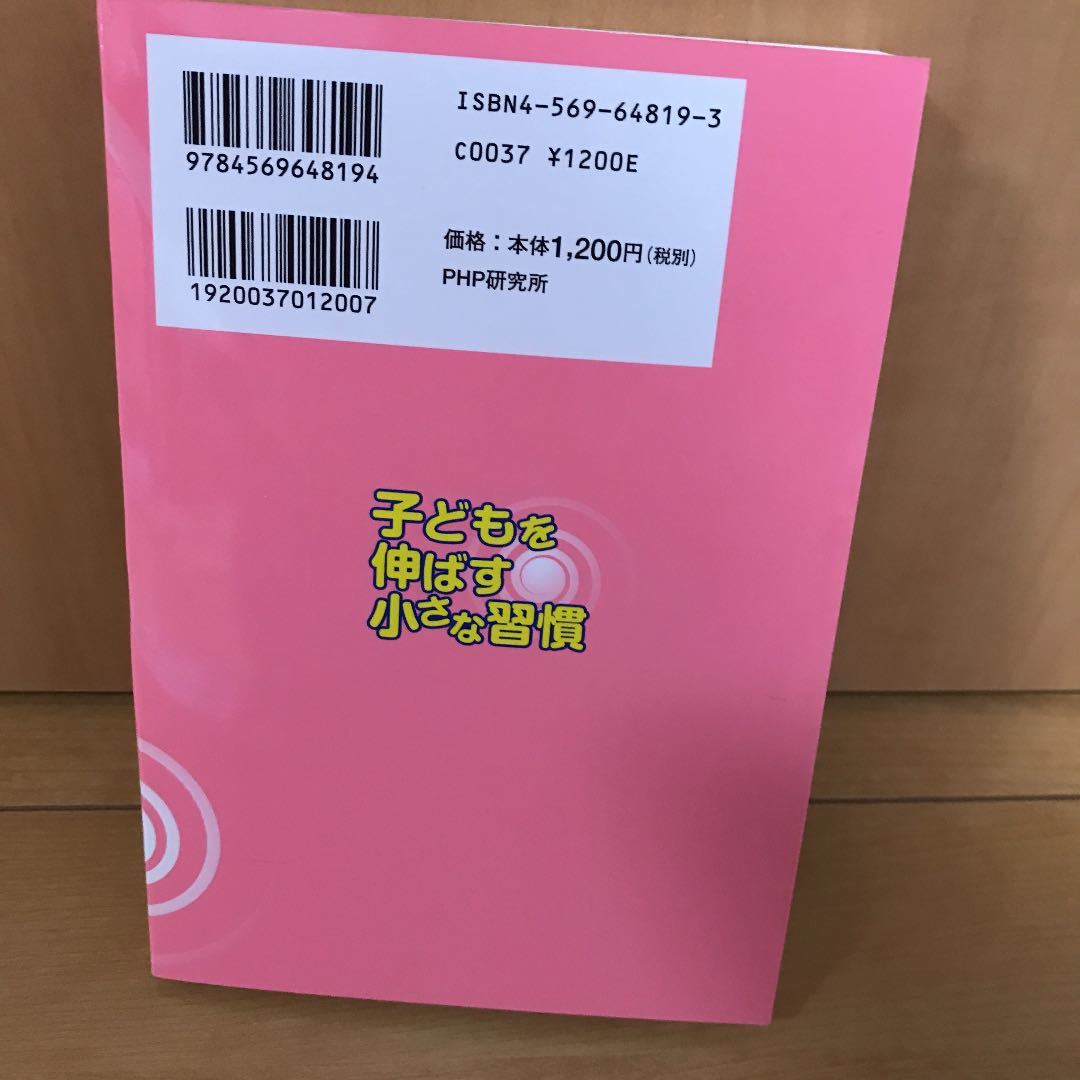 ISBN4-569-64819-3
C0037 ¥1200E
9784569648194
価格：本体1,200円（税別）
PHP研究所
1920037012007
子どもを
伸ばす
小さな習慣